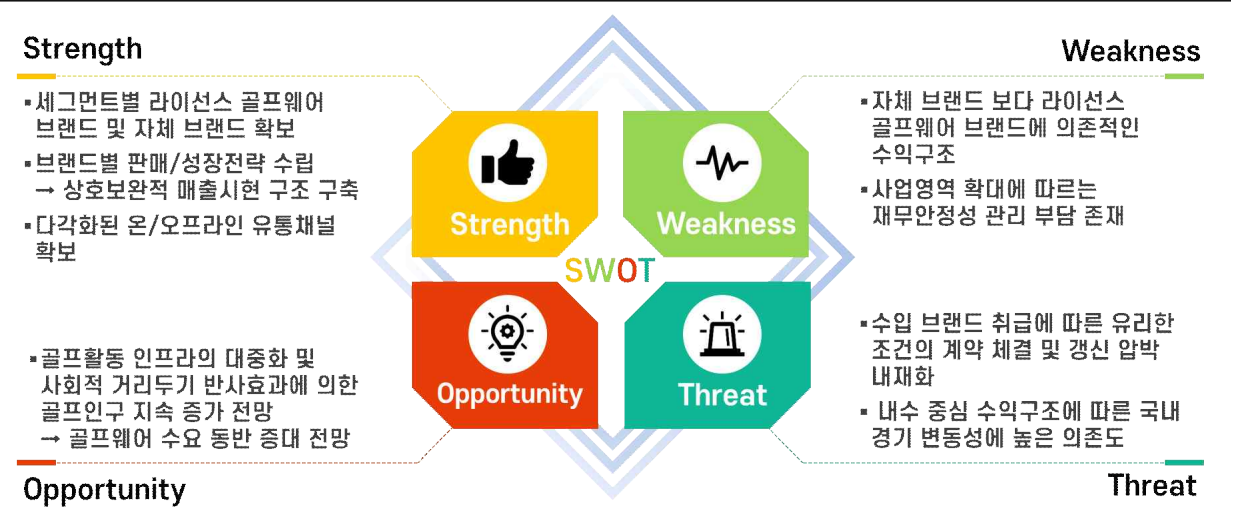 Strength
▪세그먼트별 라이선스 골프웨어
브랜드 및 자체 브랜드 확보
▪브랜드별 판매/성장전략 수립
→ 상호보완적 매출시현 구조 구축
▪다각화된 온/오프라인 유통채널
확보
Weakness
▪자체 브랜드 보다 라이선스
골프웨어 브랜드에 의존적인
수익구조
▪사업영역 확대에 따르는
재무안정성 관리 부담 존재
Strength
Weakness
SWOT
Opportunity
Threat
▪골프활동 인프라의 대중화 및
사회적 거리두기 반사효과에 의한
골프인구 지속 증가 전망
→ 골프웨어 수요 동반 증대 전망
Opportunity
▪수입 브랜드 취급에 따른 유리한
조건의 계약 체결 및 갱신 압박
내재화
▪ 내수 중심 수익구조에 따른 국내
경기 변동성에 높은 의존도
Threat